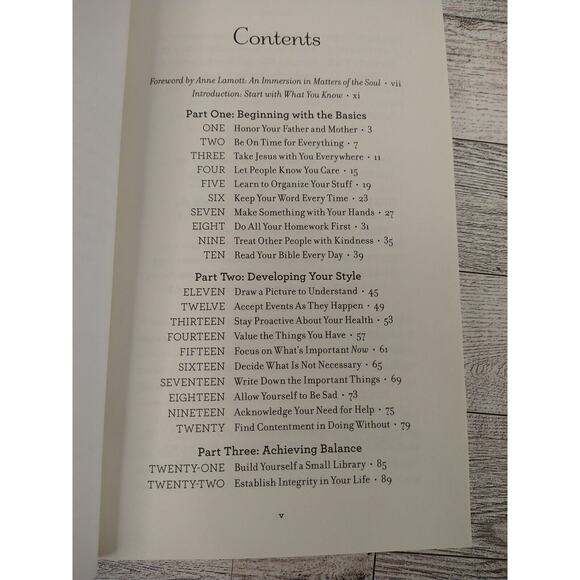 Contents
Foreword by Anne Lamott: An Immersion in Matters of the Soul • vii
Introduction: Start with What You Know • xi
Part One: Beginning with the Basics
ONE Honor Your Father and Mother • 3
TWO Be On Time for Everything • 7
THREE Take Jesus with You Everywhere • 11
FOUR Let People Know You Care • 15
FIVE Learn to Organize Your Stuff • 19
SIX Keep Your Word Every Time • 23
SEVEN Make Something with Your Hands • 27
EIGHT Do All Your Homework First • 31
NINE Treat Other People with Kindness • 35
TEN Read Your Bible Every Day • 39
Part Two: Developing Your Style
ELEVEN Draw a Picture to Understand • 45
TWELVE Accept Events As They Happen • 49
THIRTEEN Stay Proactive About Your Health • 53
FOURTEEN Value the Things You Have • 57
FIFTEEN Focus on What's Important Now • 61
SIXTEEN Decide What Is Not Necessary • 65
SEVENTEEN Write Down the Important Things • 69
EIGHTEEN Allow Yourself to Be Sad • 73
NINETEEN Acknowledge Your Need for Help • 75
TWENTY Find Contentment in Doing Without • 79
Part Three: Achieving Balance
TWENTY-ONE Build Yourself a Small Library • 85
TWENTY-TWO Establish Integrity in Your Life • 89
v